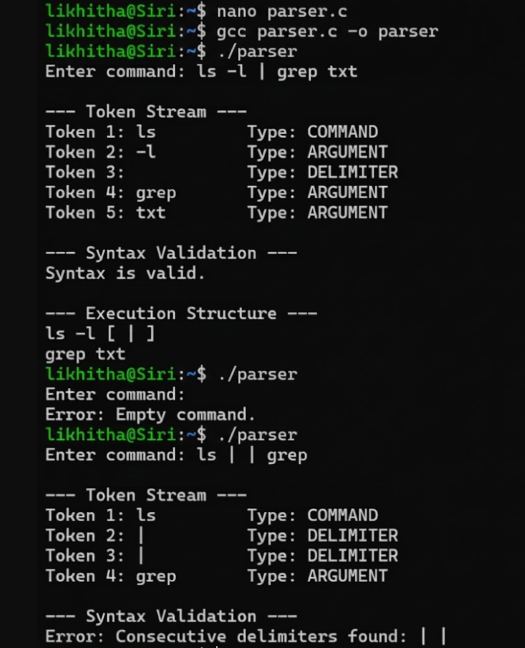 likhitha@Siri:~$ nano parser.c
likhitha@Siri:~$ gcc parser.c -o parser
likhitha@Siri:~$ ./parser
Enter command: ls -l | grep txt
--- Token Stream ---
Token 1: ls Type: COMMAND
Token 2: -l Type: ARGUMENT
Token 3: Type: DELIMITER
Token 4: grep Type: ARGUMENT
Token 5: txt Type: ARGUMENT
--- Syntax Validation ---
Syntax is valid.
--- Execution Structure ---
ls -l [ | ]
grep txt
likhitha@Siri:~$ ./parser
Enter command:
Error: Empty command.
likhitha@Siri:~$ ./parser
Enter command: ls | | grep
--- Token Stream ---
Token 1: ls Type: COMMAND
Token 2: | Type: DELIMITER
Token 3: | Type: DELIMITER
Token 4: grep Type: ARGUMENT
--- Syntax Validation ---
Error: Consecutive delimiters found: | |